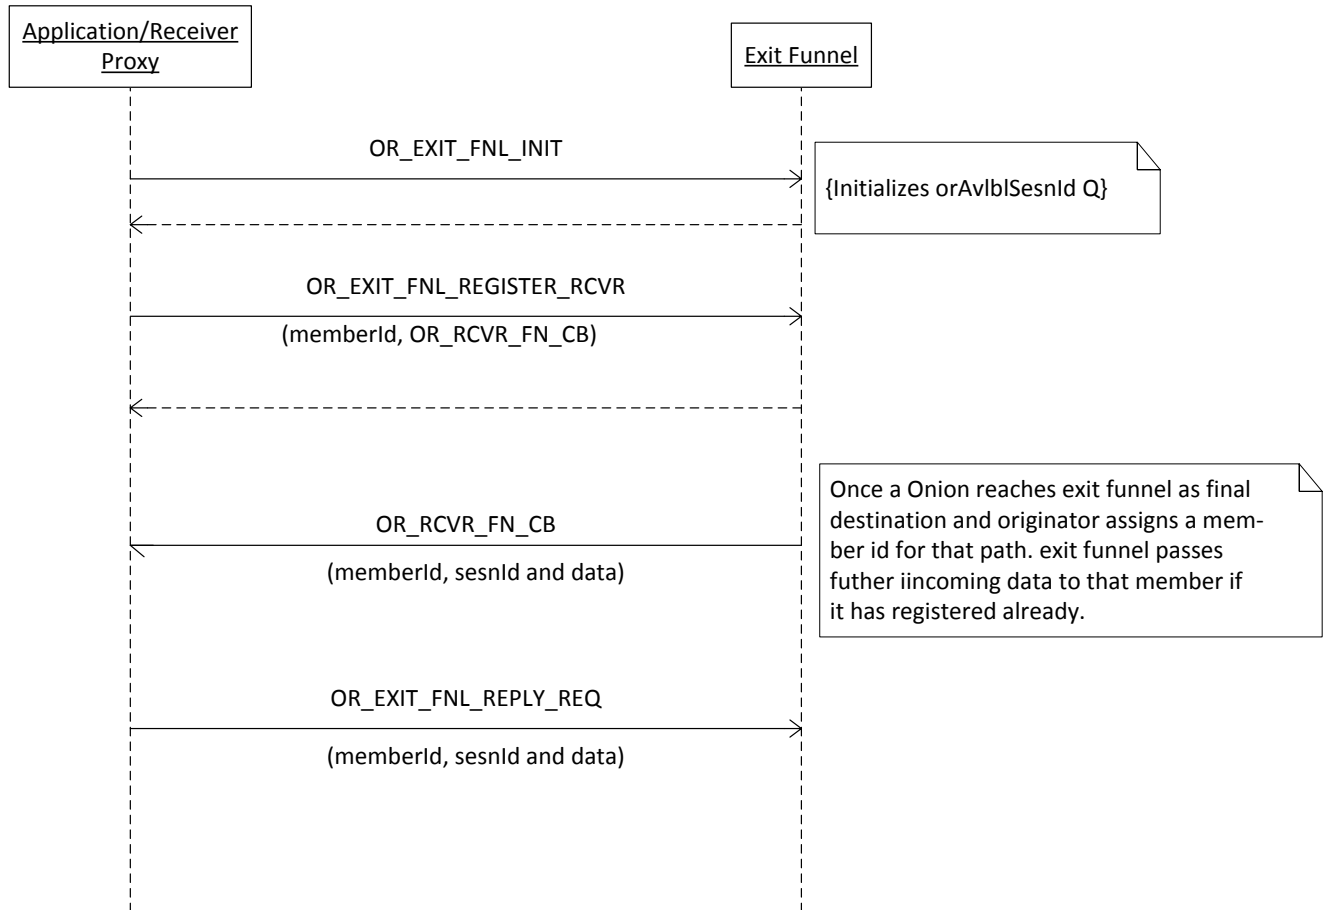 Application/Receiver
Proxy
Exit Funnel
OR_EXIT_FNL_INIT
{Initializes orAvlblSesnId Q}
OR_EXIT_FNL_REGISTER_RCVR
(memberId, OR_RCVR_FN_CB)
Once a Onion reaches exit funnel as final
destination and originator assigns a mem-
ber id for that path. exit funnel passes
futher iincoming data to that member if
it has registered already.
OR_RCVR_FN_CB
(memberId, sesnId and data)
OR_EXIT_FNL_REPLY_REQ
(memberId, sesnId and data)